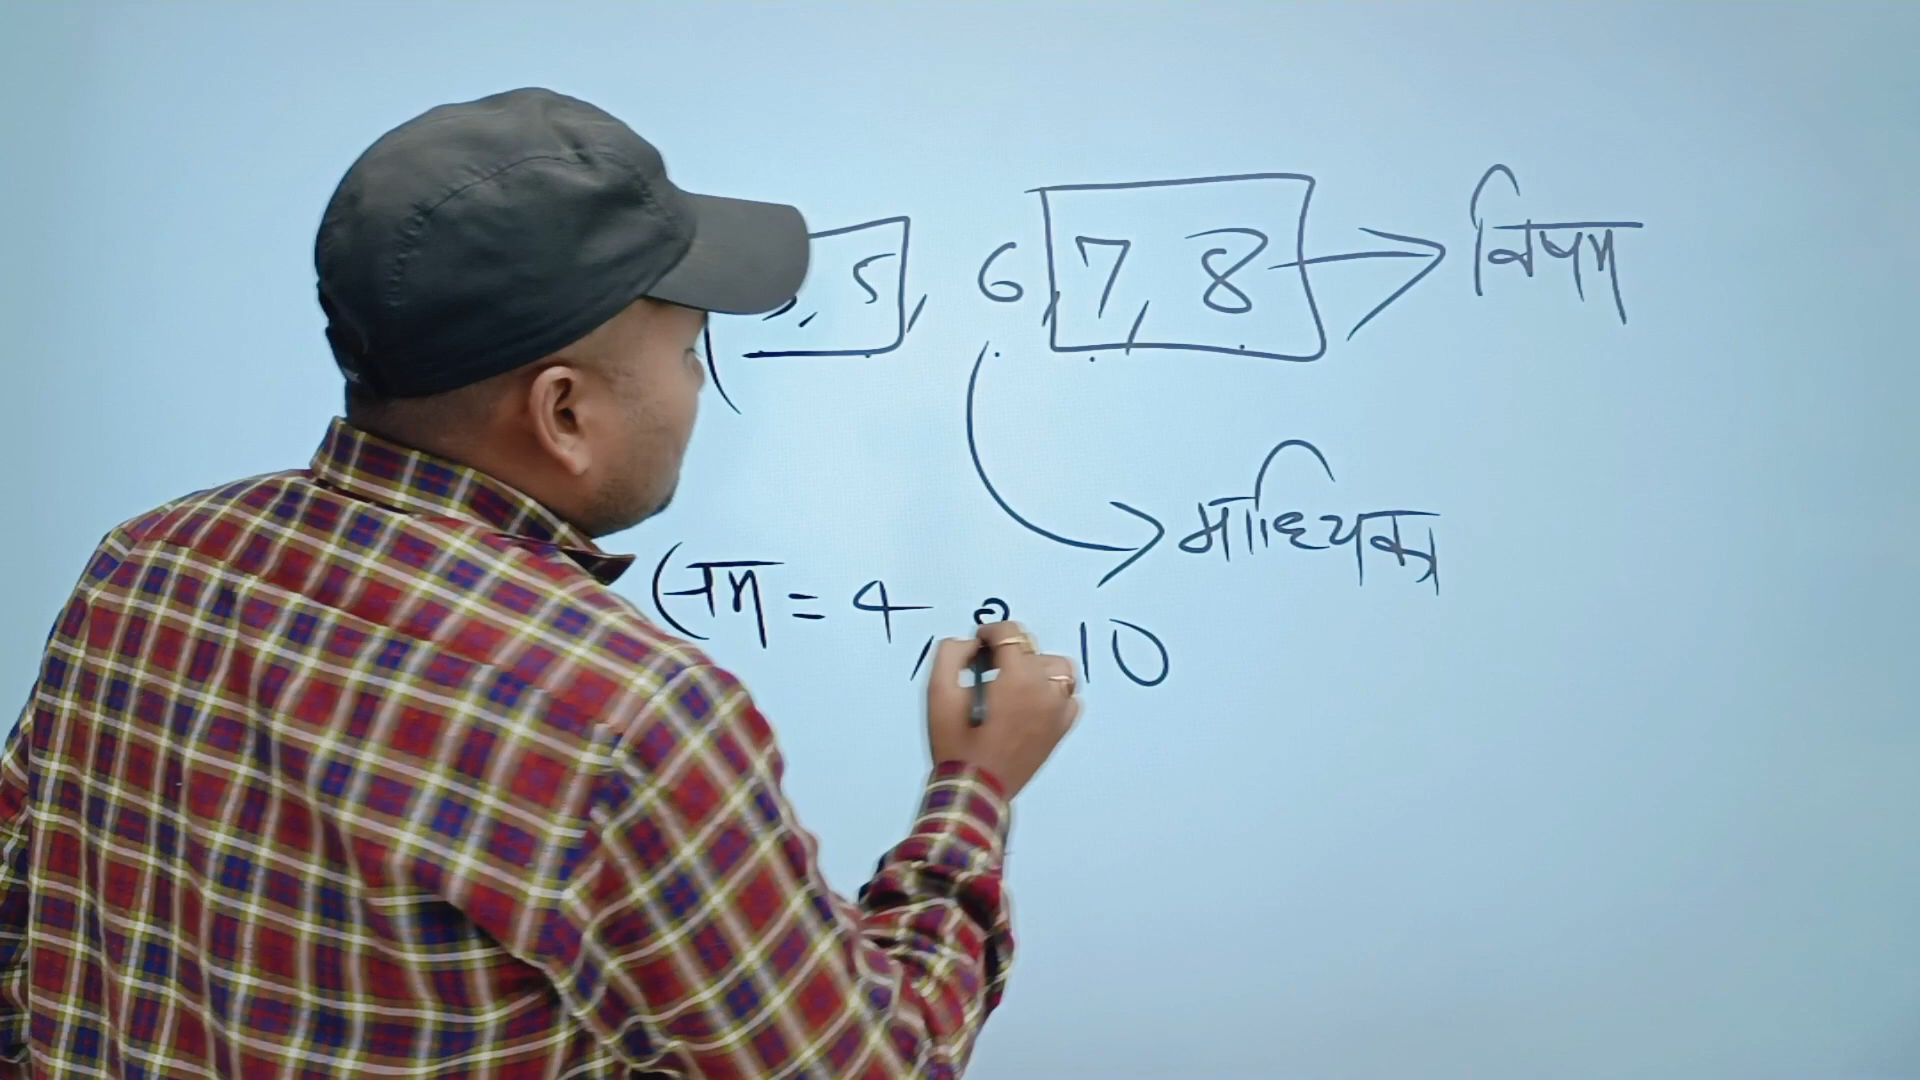 5, 6, 7, 8 → विषम
माध्यिका
सम = 4, 10